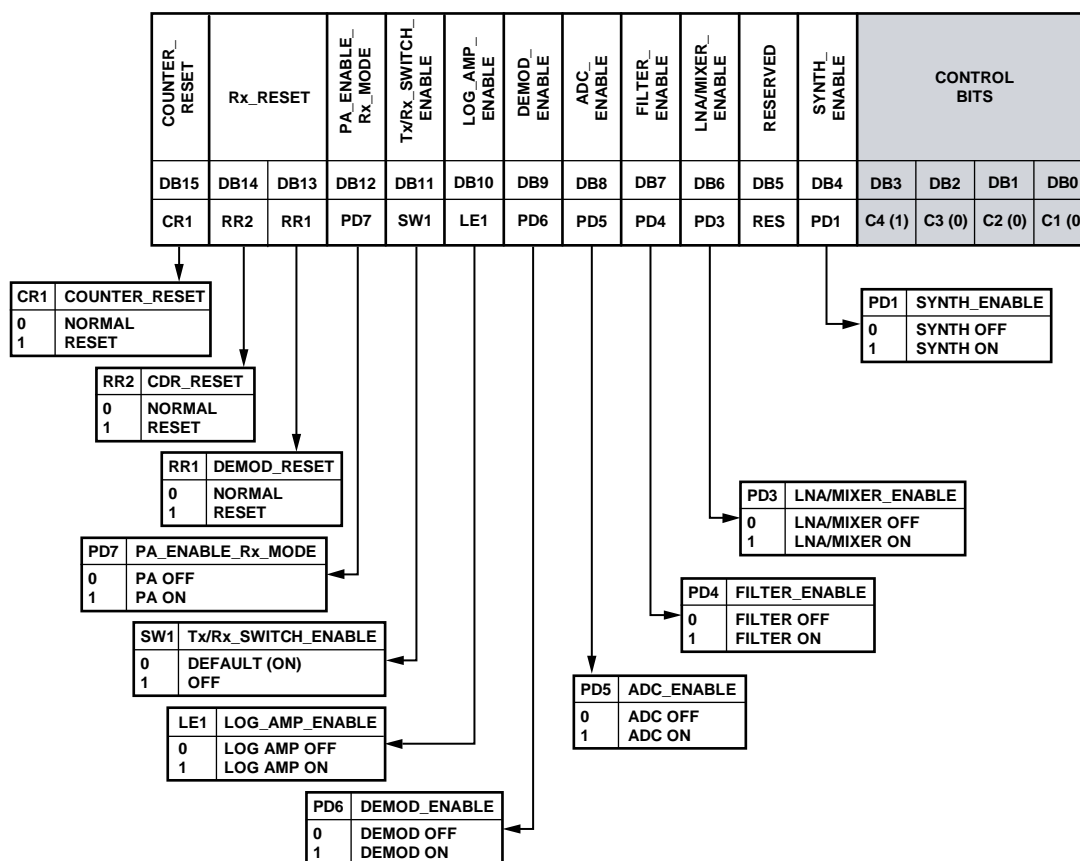 COUNTER_
RESET
Rx_RESET
PA_ENABLE_
Rx_MODE
Tx/Rx_SWITCH_
ENABLE
LOG_AMP_
ENABLE
DEMOD_
ENABLE
ADC_
ENABLE
FILTER_
ENABLE
LNA/MIXER_
ENABLE
RESERVED
SYNTH_
ENABLE
CONTROL
BITS
DB15 DB14 DB13 DB12 DB11 DB10 DB9 DB8 DB7 DB6 DB5 DB4 DB3 DB2 DB1 DB0
CR1 RR2 RR1 PD7 SW1 LE1 PD6 PD5 PD4 PD3 RES PD1 C4 (1) C3 (0) C2 (0) C1 (0
CR1 COUNTER_RESET
0 NORMAL
1 RESET
PD1 SYNTH_ENABLE
0 SYNTH OFF
1 SYNTH ON
RR2 CDR_RESET
0 NORMAL
1 RESET
RR1 DEMOD_RESET
0 NORMAL
1 RESET
PD3 LNA/MIXER_ENABLE
0 LNA/MIXER OFF
1 LNA/MIXER ON
PD7 PA_ENABLE_Rx_MODE
0 PA OFF
1 PA ON
PD4 FILTER_ENABLE
0 FILTER OFF
1 FILTER ON
SW1 Tx/Rx_SWITCH_ENABLE
0 DEFAULT (ON)
1 OFF
PD5 ADC_ENABLE
0 ADC OFF
1 ADC ON
LE1 LOG_AMP_ENABLE
0 LOG AMP OFF
1 LOG AMP ON
PD6 DEMOD_ENABLE
0 DEMOD OFF
1 DEMOD ON